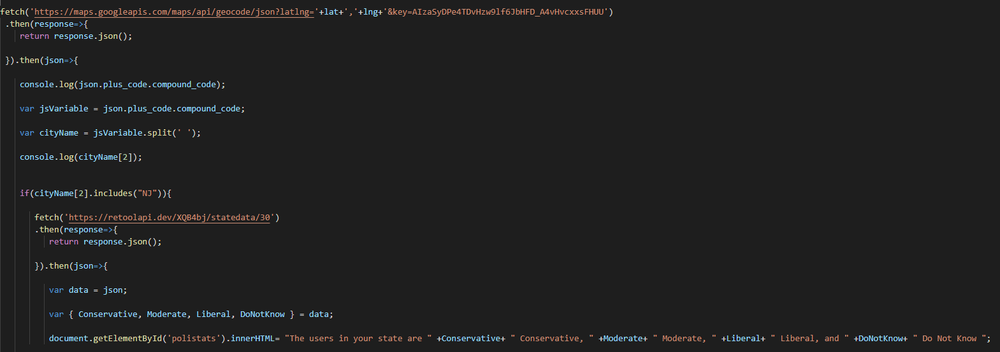 fetch('https://maps.googleapis.com/maps/api/geocode/json?latlng='+lat+','+lng+'&key=AIzaSyDPe4TDvHzw9lf6JbHFD_A4vHvcxxsFHUU')
.then(response=>{
return response.json();
}).then(json=>{
console.log(json.plus_code.compound_code);
var jsVariable = json.plus_code.compound_code;
var cityName = jsVariable.split(' ');
console.log(cityName[2]);
if(cityName[2].includes("NJ")){
fetch('https://retoolapi.dev/XQB4bj/statedata/30')
.then(response=>{
return response.json();
}).then(json=>{
var data = json;
var { Conservative, Moderate, Liberal, DoNotKnow } = data;
document.getElementById('polistats').innerHTML= "The users in your state are " +Conservative+ " Conservative, " +Moderate+ " Moderate, " +Liberal+ " Liberal, and " +DoNotKnow+ " Do Not Know ";